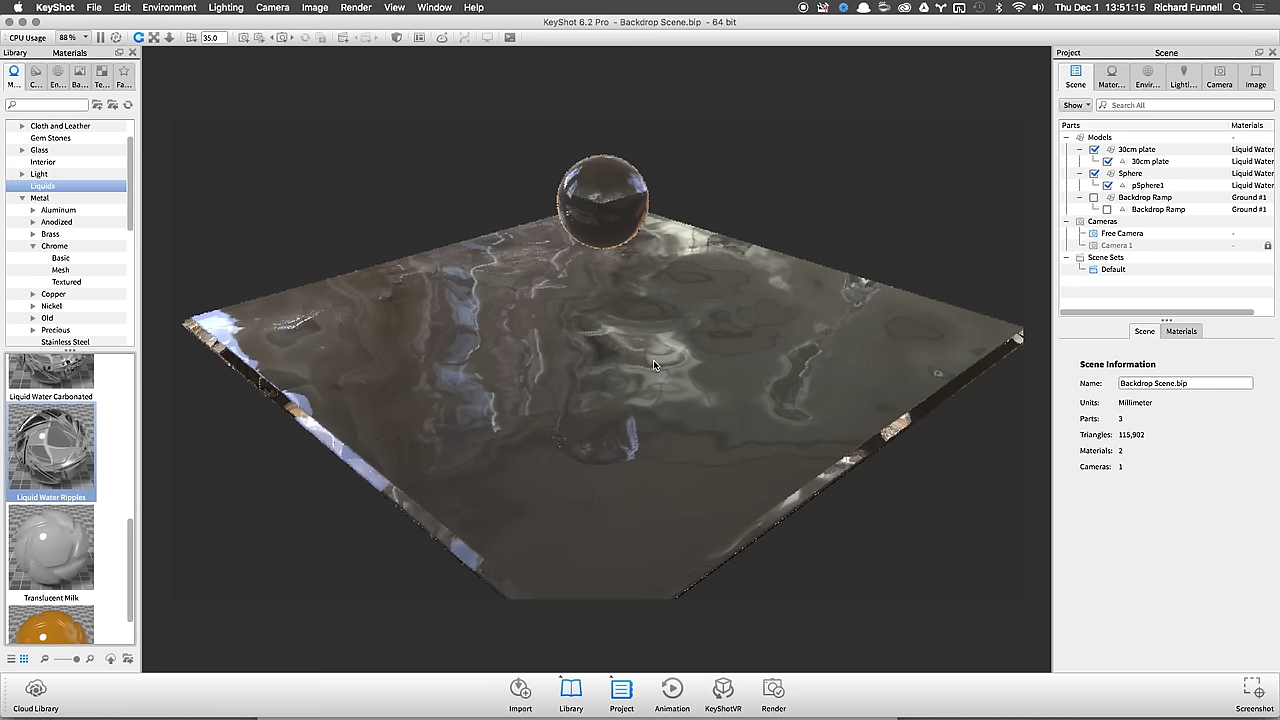 KeyShot File Edit Environment Lighting Camera Image Render View Window Help Thu Dec 1 13:51:15 Richard Funnell
KeyShot 6.2 Pro - Backdrop Scene.bip - 64 bit
CPU Usage 88 % 35.0
Library Materials
M... C... En... Ba... Te... Fa...
Cloth and Leather
Gem Stones
Glass
Interior
Light
Liquids
Metal
Aluminum
Anodized
Brass
Chrome
Basic
Mesh
Textured
Copper
Nickel
Old
Precious
Stainless Steel
Liquid Water Carbonated
Liquid Water Ripples
Translucent Milk
Cloud Library
Import Library Project Animation KeyShotVR Render
Screenshot
Project Scene
Scene Mater... Envir... Lighti... Camera Image
Show Search All
Parts Materials
Models -
30cm plate Liquid Water
30cm plate Liquid Water
Sphere Liquid Water
pSphere1 Liquid Water
Backdrop Ramp Ground #1
Backdrop Ramp Ground #1
Cameras
Free Camera -
Camera 1 -
Scene Sets
Default
Scene Materials
Scene Information
Name: Backdrop Scene.bip
Units: Millimeter
Parts: 3
Triangles: 115,902
Materials: 2
Cameras: 1